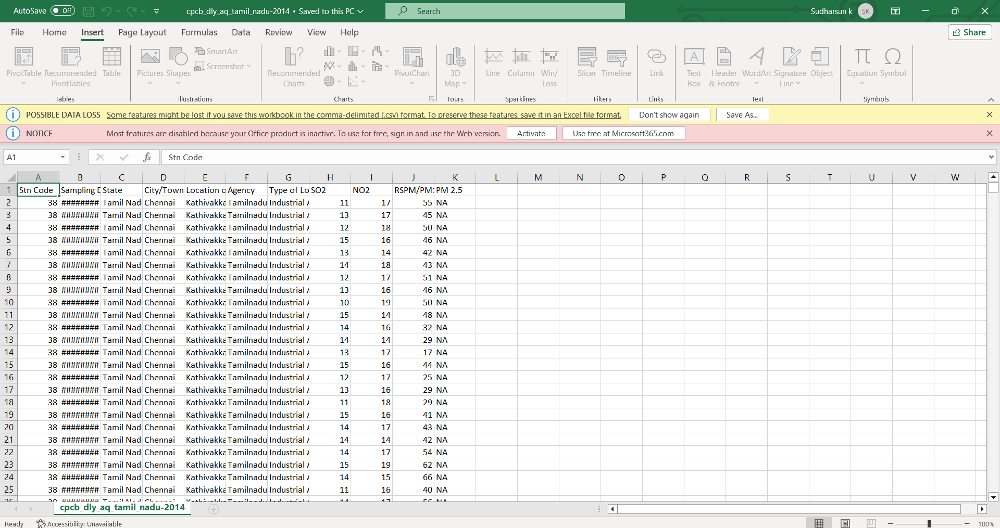 AutoSave Off cpcb_dly_aq_tamil_nadu-2014 • Saved to this PC Search Sudharsun k SK
File Home Insert Page Layout Formulas Data Review View Help Share
PivotTable Recommended PivotTables Table Pictures Shapes SmartArt Screenshot Recommended Charts PivotChart 3D Map Line Column Win/ Loss Slicer Timeline Link Text Box Header & Footer WordArt Signature Line Object Equation Symbol
Tables Illustrations Charts Tours Sparklines Filters Links Text Symbols
POSSIBLE DATA LOSS Some features might be lost if you save this workbook in the comma-delimited (.csv) format. To preserve these features, save it in an Excel file format. Don't show again Save As...
NOTICE Most features are disabled because your Office product is inactive. To use for free, sign in and use the Web version. Activate Use free at Microsoft365.com
A1 fx Stn Code
A B C D E F G H I J K L M N O P Q R S T U V W
1 Stn Code Sampling D State City/Town Location o Agency Type of Lo SO2 NO2 RSPM/PM1 PM 2.5
2 38 ######## Tamil Nad Chennai Kathivakka Tamilnadu Industrial A 11 17 55 NA
3 38 ######## Tamil Nad Chennai Kathivakka Tamilnadu Industrial A 13 17 45 NA
4 38 ######## Tamil Nad Chennai Kathivakka Tamilnadu Industrial A 12 18 50 NA
5 38 ######## Tamil Nad Chennai Kathivakka Tamilnadu Industrial A 15 16 46 NA
6 38 ######## Tamil Nad Chennai Kathivakka Tamilnadu Industrial A 13 14 42 NA
7 38 ######## Tamil Nad Chennai Kathivakka Tamilnadu Industrial A 14 18 43 NA
8 38 ######## Tamil Nad Chennai Kathivakka Tamilnadu Industrial A 12 17 51 NA
9 38 ######## Tamil Nad Chennai Kathivakka Tamilnadu Industrial A 13 16 46 NA
10 38 ######## Tamil Nad Chennai Kathivakka Tamilnadu Industrial A 10 19 50 NA
11 38 ######## Tamil Nad Chennai Kathivakka Tamilnadu Industrial A 15 14 48 NA
12 38 ######## Tamil Nad Chennai Kathivakka Tamilnadu Industrial A 14 16 32 NA
13 38 ######## Tamil Nad Chennai Kathivakka Tamilnadu Industrial A 14 14 29 NA
14 38 ######## Tamil Nad Chennai Kathivakka Tamilnadu Industrial A 13 17 17 NA
15 38 ######## Tamil Nad Chennai Kathivakka Tamilnadu Industrial A 15 16 44 NA
16 38 ######## Tamil Nad Chennai Kathivakka Tamilnadu Industrial A 12 17 25 NA
17 38 ######## Tamil Nad Chennai Kathivakka Tamilnadu Industrial A 13 16 29 NA
18 38 ######## Tamil Nad Chennai Kathivakka Tamilnadu Industrial A 11 18 29 NA
19 38 ######## Tamil Nad Chennai Kathivakka Tamilnadu Industrial A 15 16 41 NA
20 38 ######## Tamil Nad Chennai Kathivakka Tamilnadu Industrial A 14 17 43 NA
21 38 ######## Tamil Nad Chennai Kathivakka Tamilnadu Industrial A 14 14 42 NA
22 38 ######## Tamil Nad Chennai Kathivakka Tamilnadu Industrial A 14 17 54 NA
23 38 ######## Tamil Nad Chennai Kathivakka Tamilnadu Industrial A 15 19 62 NA
24 38 ######## Tamil Nad Chennai Kathivakka Tamilnadu Industrial A 14 15 66 NA
25 38 ######## Tamil Nad Chennai Kathivakka Tamilnadu Industrial A 11 16 40 NA
cpcb_dly_aq_tamil_nadu-2014
Ready Accessibility: Unavailable 100%